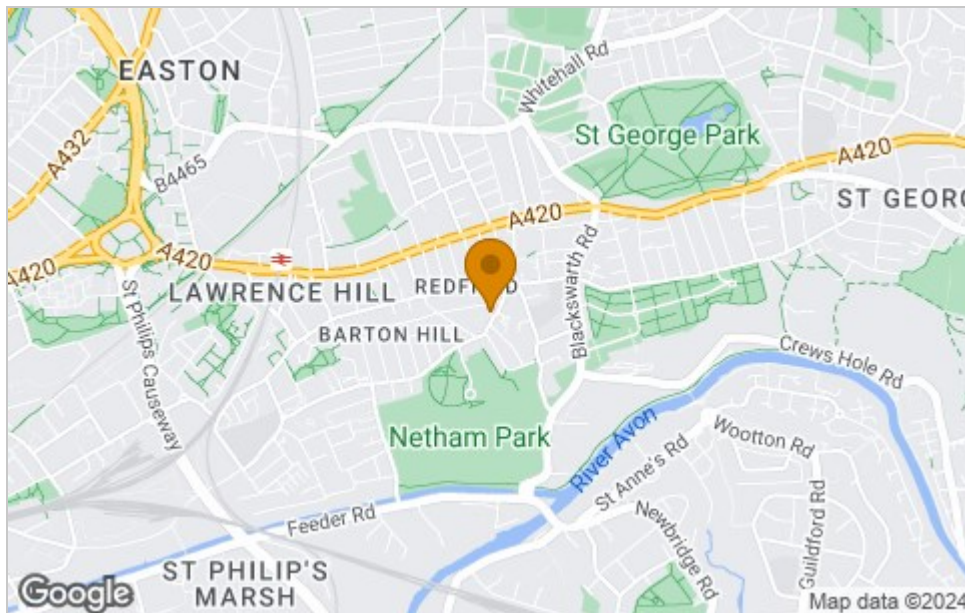 EASTON
Whitehall Rd
St George Park
A432
B4465
A420
ST GEORG
A420
A420
A420
Blackswarth Rd
REDF
D
LAWRENCE HILL
BARTON HILL
St Philips Causeway
Crews Hole Rd
Netham Park
River Avon
Wootton Rd
St Anne's Rd
Feeder Rd
Newbridge Rd
Guildford Rd
ST PHILIP'S
MARSH
Google
Map data ©2024